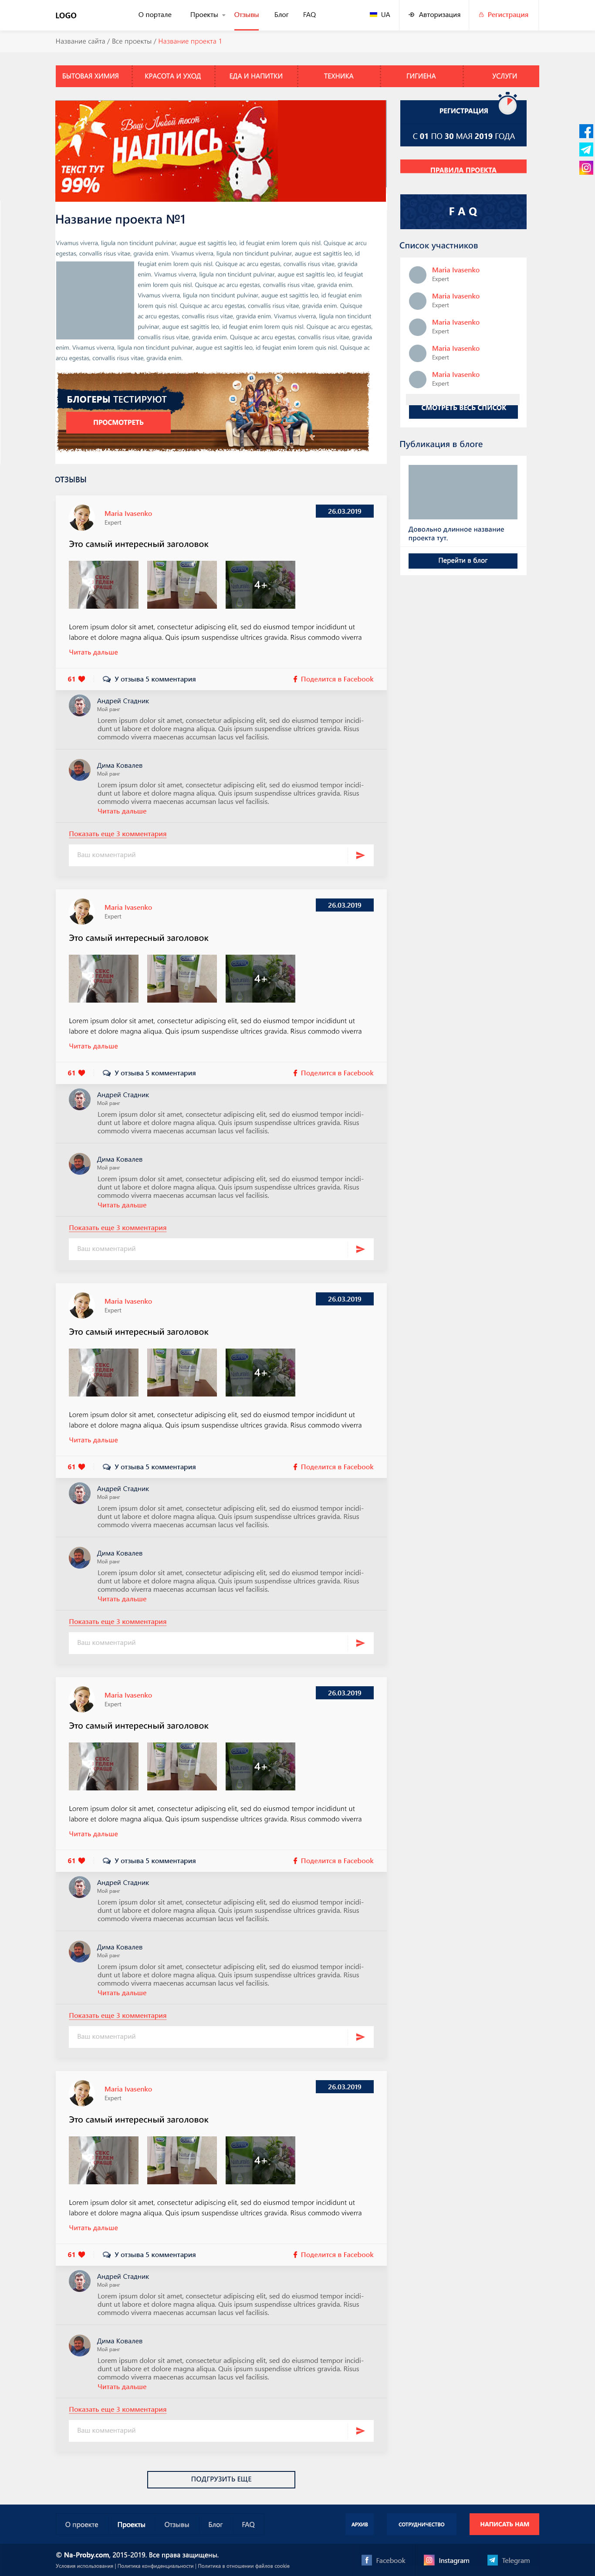 LOGO
О портале Проекты Отзывы Блог FAQ UA Авторизация Регистрация
Название сайта / Все проекты / Название проекта 1
БЫТОВАЯ ХИМИЯ КРАСОТА И УХОД ЕДА И НАПИТКИ ТЕХНИКА ГИГИЕНА УСЛУГИ
Ваш Любой текст
НАДПИСЬ
ТЕКСТ ТУТ
99%
Название проекта №1
Vivamus viverra, ligula non tincidunt pulvinar, augue est sagittis leo, id feugiat enim lorem quis nisl. Quisque ac arcu
egestas, convallis risus vitae, gravida enim. Vivamus viverra, ligula non tincidunt pulvinar, augue est sagittis leo, id
feugiat enim lorem quis nisl. Quisque ac arcu egestas, convallis risus vitae, gravida
enim. Vivamus viverra, ligula non tincidunt pulvinar, augue est sagittis leo, id feugiat
enim lorem quis nisl. Quisque ac arcu egestas, convallis risus vitae, gravida enim.
Vivamus viverra, ligula non tincidunt pulvinar, augue est sagittis leo, id feugiat enim
lorem quis nisl. Quisque ac arcu egestas, convallis risus vitae, gravida enim. Quisque
ac arcu egestas, convallis risus vitae, gravida enim. Vivamus viverra, ligula non tincidunt
pulvinar, augue est sagittis leo, id feugiat enim lorem quis nisl. Quisque ac arcu egestas,
convallis risus vitae, gravida enim. Quisque ac arcu egestas, convallis risus vitae, gravida
enim. Vivamus viverra, ligula non tincidunt pulvinar, augue est sagittis leo, id feugiat enim lorem quis nisl. Quisque ac
arcu egestas, convallis risus vitae, gravida enim.
БЛОГЕРЫ ТЕСТИРУЮТ
ПРОСМОТРЕТЬ
РЕГИСТРАЦИЯ
С 01 ПО 30 МАЯ 2019 ГОДА
ПРАВИЛА ПРОЕКТА
FAQ
Список участников
Maria Ivasenko
Expert
Maria Ivasenko
Expert
Maria Ivasenko
Expert
Maria Ivasenko
Expert
Maria Ivasenko
Expert
СМОТРЕТЬ ВЕСЬ СПИСОК
Публикация в блоге
Довольно длинное название
проекта тут.
Перейти в блог
ОТЗЫВЫ
Maria Ivasenko 26.03.2019
Expert
Это самый интересный заголовок
4+
Lorem ipsum dolor sit amet, consectetur adipiscing elit, sed do eiusmod tempor incididunt ut
labore et dolore magna aliqua. Quis ipsum suspendisse ultrices gravida. Risus commodo viverra
Читать дальше
61 У отзыва 5 комментария Поделится в Facebook
Андрей Стадник
Мой ранг
Lorem ipsum dolor sit amet, consectetur adipiscing elit, sed do eiusmod tempor incidi-
dunt ut labore et dolore magna aliqua. Quis ipsum suspendisse ultrices gravida. Risus
commodo viverra maecenas accumsan lacus vel facilisis.
Дима Ковалев
Мой ранг
Lorem ipsum dolor sit amet, consectetur adipiscing elit, sed do eiusmod tempor incidi-
dunt ut labore et dolore magna aliqua. Quis ipsum suspendisse ultrices gravida. Risus
commodo viverra maecenas accumsan lacus vel facilisis.
Читать дальше
Показать еще 3 комментария
Ваш комментарий
Maria Ivasenko 26.03.2019
Expert
Это самый интересный заголовок
4+
Lorem ipsum dolor sit amet, consectetur adipiscing elit, sed do eiusmod tempor incididunt ut
labore et dolore magna aliqua. Quis ipsum suspendisse ultrices gravida. Risus commodo viverra
Читать дальше
61 У отзыва 5 комментария Поделится в Facebook
Андрей Стадник
Мой ранг
Lorem ipsum dolor sit amet, consectetur adipiscing elit, sed do eiusmod tempor incidi-
dunt ut labore et dolore magna aliqua. Quis ipsum suspendisse ultrices gravida. Risus
commodo viverra maecenas accumsan lacus vel facilisis.
Дима Ковалев
Мой ранг
Lorem ipsum dolor sit amet, consectetur adipiscing elit, sed do eiusmod tempor incidi-
dunt ut labore et dolore magna aliqua. Quis ipsum suspendisse ultrices gravida. Risus
commodo viverra maecenas accumsan lacus vel facilisis.
Читать дальше
Показать еще 3 комментария
Ваш комментарий
Maria Ivasenko 26.03.2019
Expert
Это самый интересный заголовок
4+
Lorem ipsum dolor sit amet, consectetur adipiscing elit, sed do eiusmod tempor incididunt ut
labore et dolore magna aliqua. Quis ipsum suspendisse ultrices gravida. Risus commodo viverra
Читать дальше
61 У отзыва 5 комментария Поделится в Facebook
Андрей Стадник
Мой ранг
Lorem ipsum dolor sit amet, consectetur adipiscing elit, sed do eiusmod tempor incidi-
dunt ut labore et dolore magna aliqua. Quis ipsum suspendisse ultrices gravida. Risus
commodo viverra maecenas accumsan lacus vel facilisis.
Дима Ковалев
Мой ранг
Lorem ipsum dolor sit amet, consectetur adipiscing elit, sed do eiusmod tempor incidi-
dunt ut labore et dolore magna aliqua. Quis ipsum suspendisse ultrices gravida. Risus
commodo viverra maecenas accumsan lacus vel facilisis.
Читать дальше
Показать еще 3 комментария
Ваш комментарий
Maria Ivasenko 26.03.2019
Expert
Это самый интересный заголовок
4+
Lorem ipsum dolor sit amet, consectetur adipiscing elit, sed do eiusmod tempor incididunt ut
labore et dolore magna aliqua. Quis ipsum suspendisse ultrices gravida. Risus commodo viverra
Читать дальше
61 У отзыва 5 комментария Поделится в Facebook
Андрей Стадник
Мой ранг
Lorem ipsum dolor sit amet, consectetur adipiscing elit, sed do eiusmod tempor incidi-
dunt ut labore et dolore magna aliqua. Quis ipsum suspendisse ultrices gravida. Risus
commodo viverra maecenas accumsan lacus vel facilisis.
Дима Ковалев
Мой ранг
Lorem ipsum dolor sit amet, consectetur adipiscing elit, sed do eiusmod tempor incidi-
dunt ut labore et dolore magna aliqua. Quis ipsum suspendisse ultrices gravida. Risus
commodo viverra maecenas accumsan lacus vel facilisis.
Читать дальше
Показать еще 3 комментария
Ваш комментарий
Maria Ivasenko 26.03.2019
Expert
Это самый интересный заголовок
4+
Lorem ipsum dolor sit amet, consectetur adipiscing elit, sed do eiusmod tempor incididunt ut
labore et dolore magna aliqua. Quis ipsum suspendisse ultrices gravida. Risus commodo viverra
Читать дальше
61 У отзыва 5 комментария Поделится в Facebook
Андрей Стадник
Мой ранг
Lorem ipsum dolor sit amet, consectetur adipiscing elit, sed do eiusmod tempor incidi-
dunt ut labore et dolore magna aliqua. Quis ipsum suspendisse ultrices gravida. Risus
commodo viverra maecenas accumsan lacus vel facilisis.
Дима Ковалев
Мой ранг
Lorem ipsum dolor sit amet, consectetur adipiscing elit, sed do eiusmod tempor incidi-
dunt ut labore et dolore magna aliqua. Quis ipsum suspendisse ultrices gravida. Risus
commodo viverra maecenas accumsan lacus vel facilisis.
Читать дальше
Показать еще 3 комментария
Ваш комментарий
ПОДГРУЗИТЬ ЕЩЕ
О проекте Проекты Отзывы Блог FAQ АРХИВ СОТРУДНИЧЕСТВО НАПИСАТЬ НАМ
© Na-Proby.com, 2015-2019. Все права защищены.
Условия использования | Политика конфиденциальности | Политика в отношении файлов cookie
Facebook Instagram Telegram